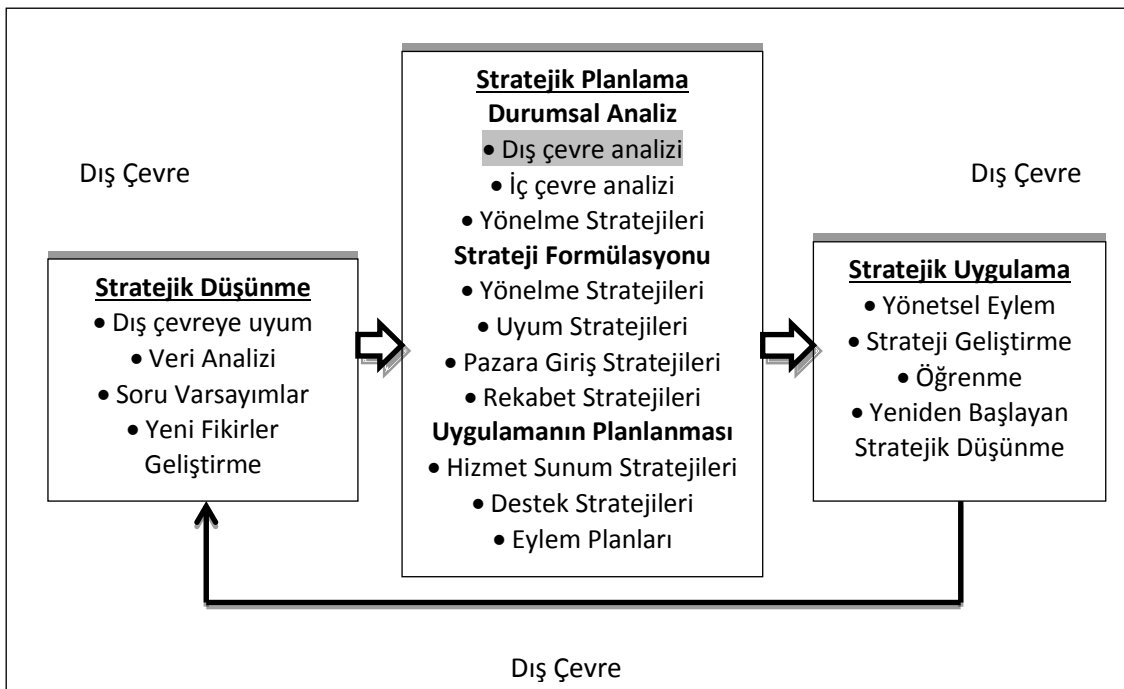 Dış Çevre
Stratejik Düşünme
• Dış çevreye uyum
• Veri Analizi
• Soru Varsayımlar
• Yeni Fikirler
Geliştirme
Stratejik Planlama
Durumsal Analiz
• Dış çevre analizi
• İç çevre analizi
• Yönelme Stratejileri
Strateji Formülasyonu
• Yönelme Stratejileri
• Uyum Stratejileri
• Pazara Giriş Stratejileri
• Rekabet Stratejileri
Uygulamanın Planlanması
• Hizmet Sunum Stratejileri
• Destek Stratejileri
• Eylem Planları
Dış Çevre
Stratejik Uygulama
• Yönetsel Eylem
• Strateji Geliştirme
• Öğrenme
• Yeniden Başlayan
Stratejik Düşünme
Dış Çevre